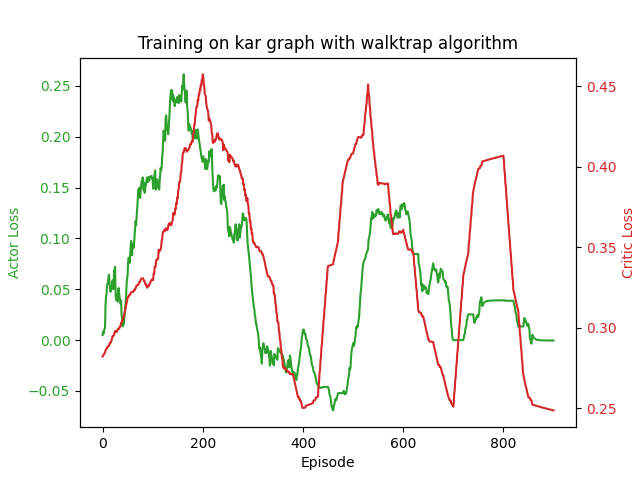 Training on kar graph with walktrap algorithm
Actor Loss
0.25
0.20
0.15
0.10
0.05
0.00
−0.05
0.45
0.40
0.35
0.30
0.25
Critic Loss
0 200 400 600 800
Episode